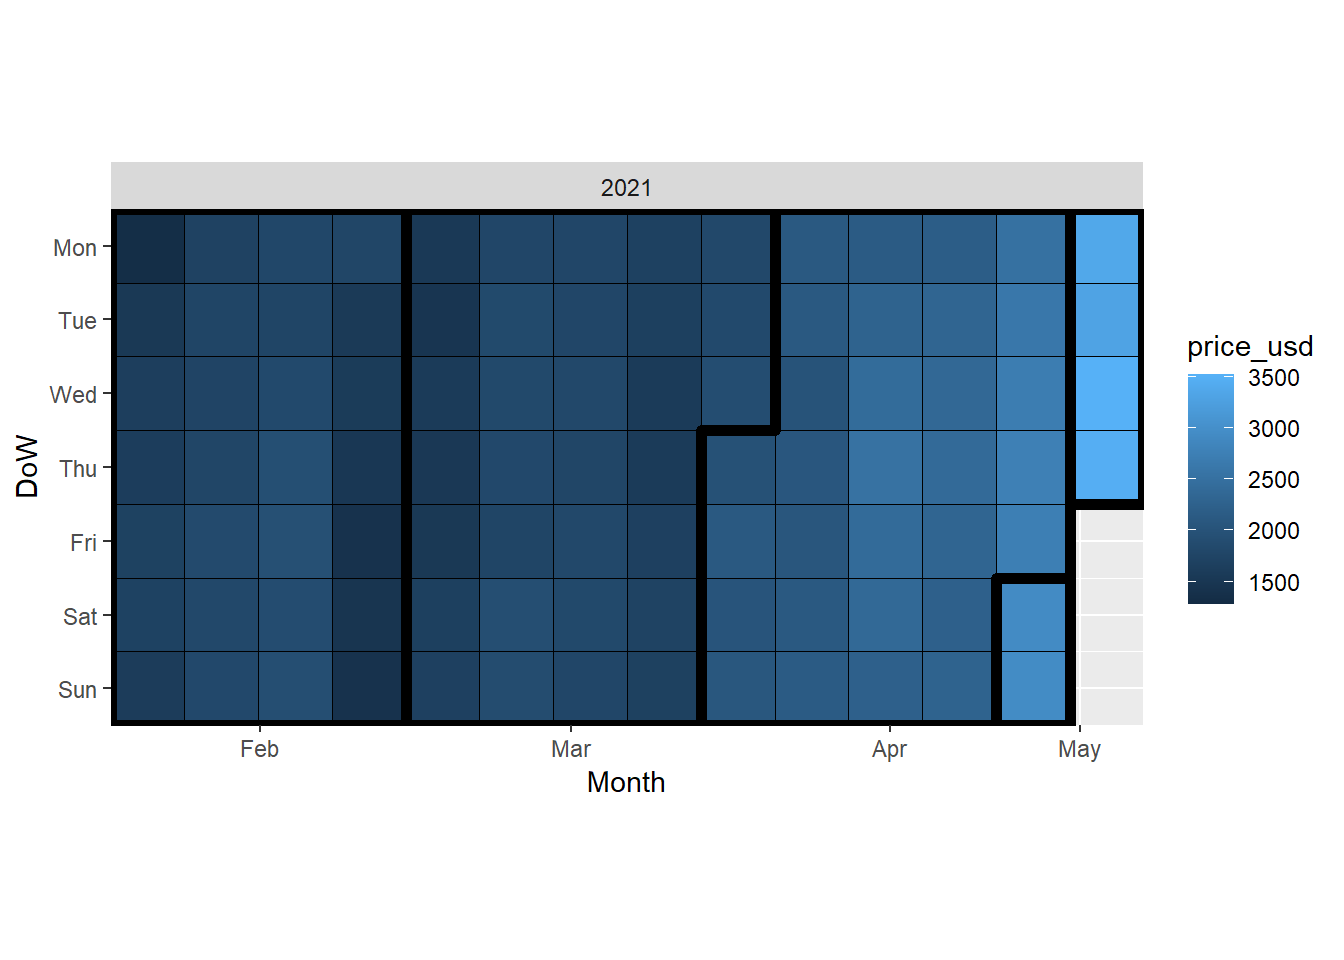 2021
Mon
Tue
Wed
Thu
Fri
Sat
Sun
DoW
Feb Mar Apr May
Month
price_usd
3500
3000
2500
2000
1500